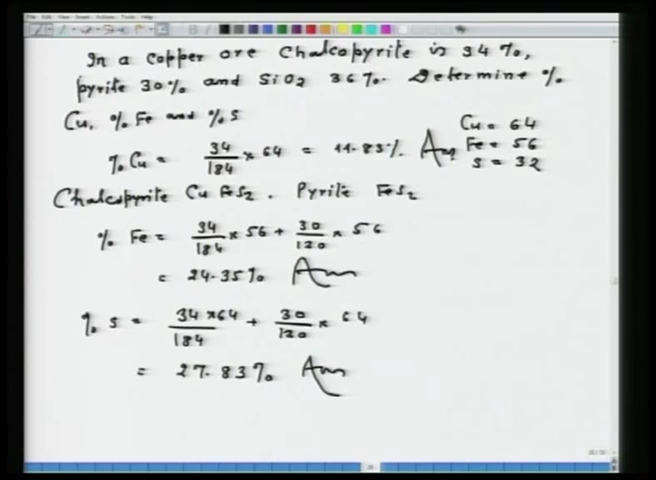 In a copper ore Chalcopyrite is 34%,
pyrite 30% and SiO2 36%. Determine %
Cu, % Fe and % S
Cu = 64
Fe = 56
S = 32
% Cu = 34/184 × 64 = 11.83% Ans
Chalcopyrite CuFeS2. Pyrite FeS2
% Fe = 34/184 × 56 + 30/120 × 56
= 24.35% Ans
% S = 34×64/184 + 30/120 × 64
= 27.83% Ans